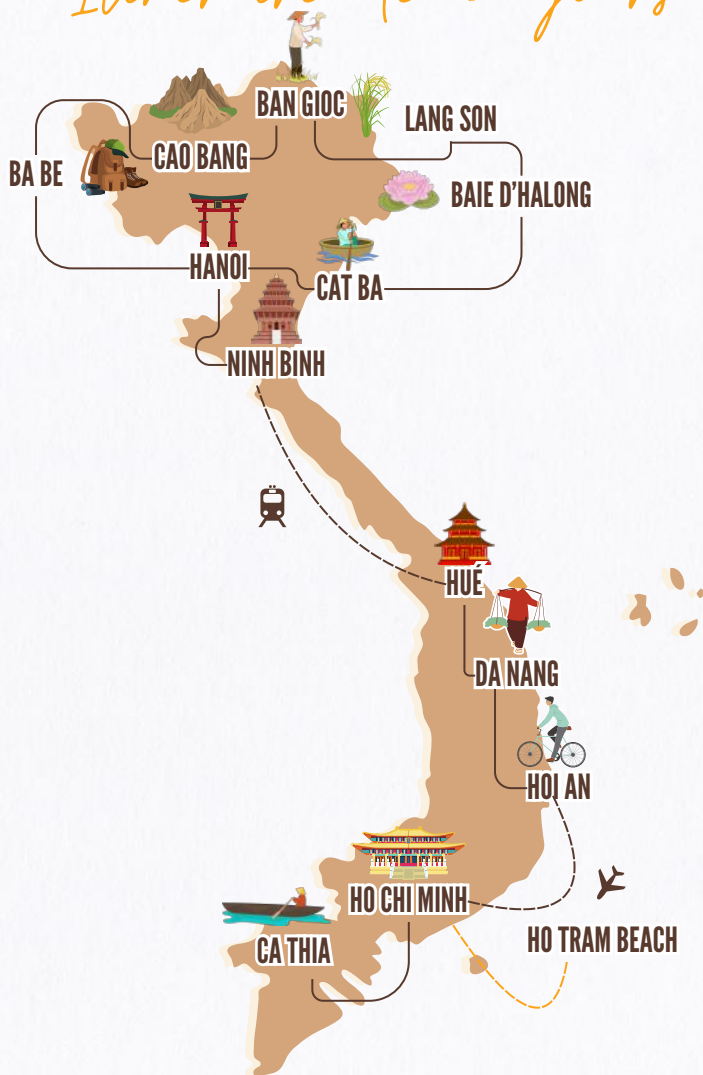 BAN GIOC
LANG SON
CAO BANG
BA BE
BAIE D'HALONG
HANOI
CAT BA
NINH BINH
HUÉ
DA NANG
HOI AN
HO CHI MINH
HO TRAM BEACH
CA THIA